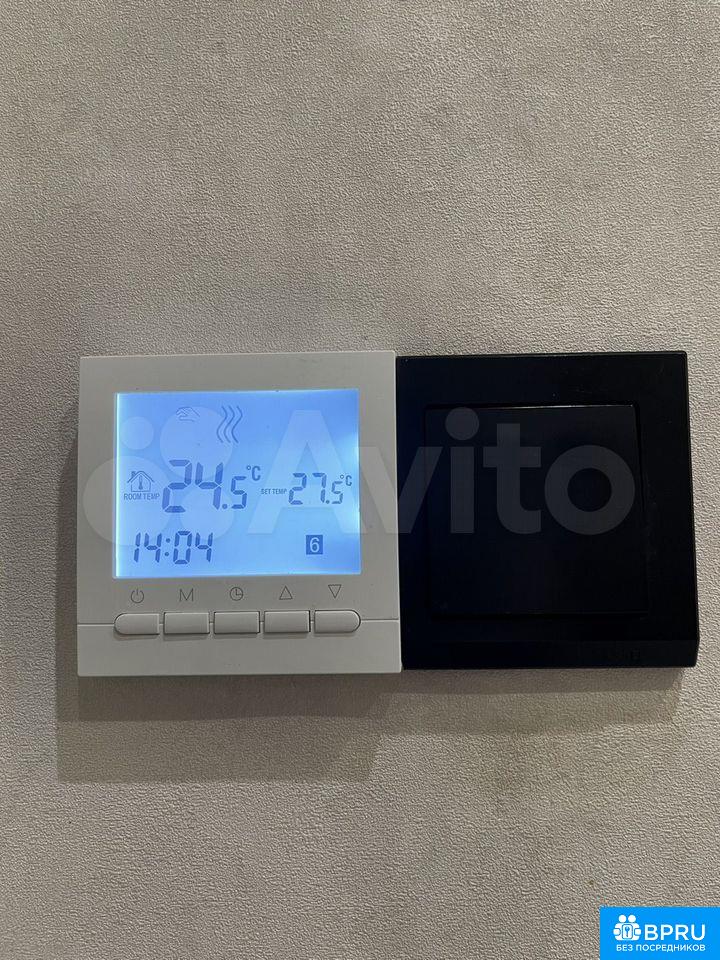 24.5°C
ROOM TEMP
SET TEMP 27.5°C
14:04
6
M
Avito
BPRU
БЕЗ ПОСРЕДНИКОВ